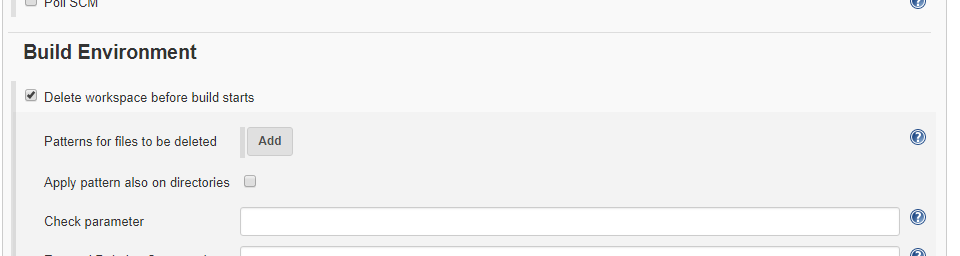 Poll SCM
Build Environment
Delete workspace before build starts
Patterns for files to be deleted Add
Apply pattern also on directories
Check parameter